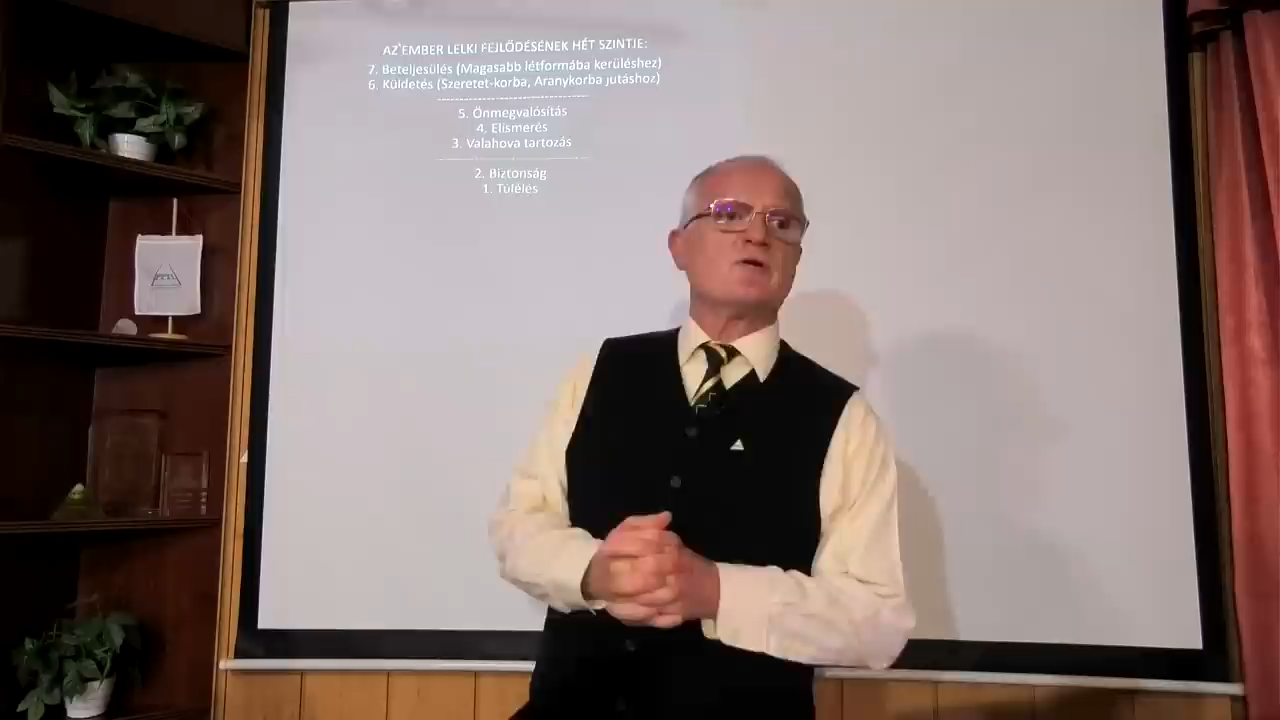 AZ EMBER LELKI FEJLŐDÉSÉNEK HÉT SZINTJE:
7. Beteljesülés (Magasabb létformába kerüléshez)
6. Küldetés (Szeretet-korba, Aranykorba jutáshoz)
5. Önmegvalósítás
4. Elismerés
3. Valahova tartozás
2. Biztonság
1. Túlélés